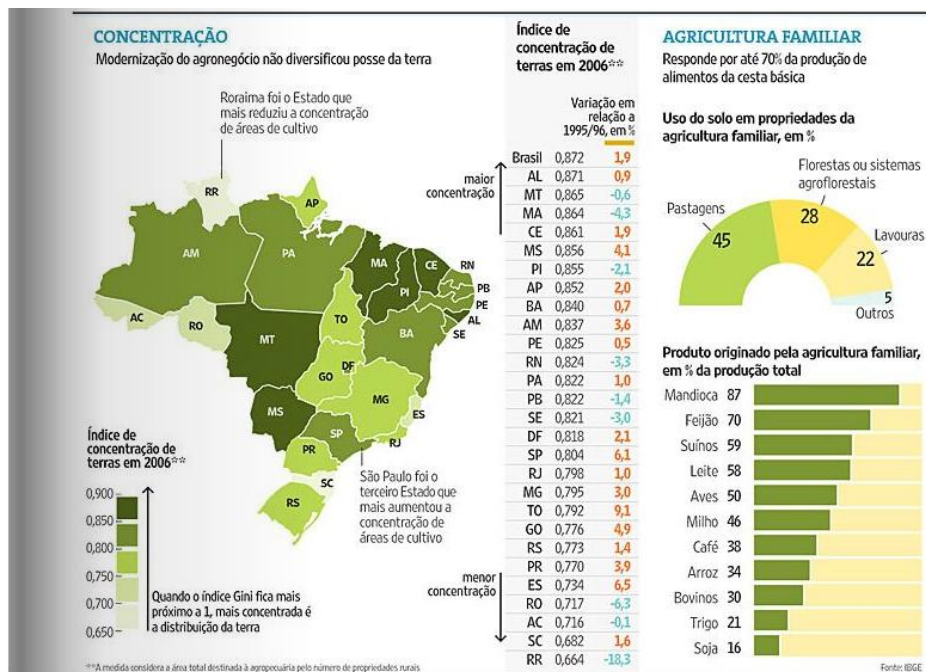 CONCENTRAÇÃO
Modernização do agronegócio não diversificou posse da terra
Roraima foi o Estado que
mais reduziu a concentração
de áreas de cultivo
RR
AP
AM
PA
MA
CE
RN
PB
PE
AL
SE
PI
AC
RO
TO
BA
MT
DF
GO
MG
ES
MS
SP
RJ
PR
SC
RS
São Paulo foi o
terceiro Estado que
mais aumentou a
concentração de
áreas de cultivo
Índice de
concentração de
terras em 2006**
0,900
0,850
0,800
0,750
0,700
0,650
Quando o índice Gini fica mais
próximo a 1, mais concentrada é
a distribuição da terra
**A medida considera a área total destinada à agropecuária pelo número de propriedades rurais
Índice de
concentração de
terras em 2006**
Variação em
relação a
1995/96, em %
maior
concentração
Brasil 0,872 1,9
AL 0,871 0,9
MT 0,865 -0,6
MA 0,864 -4,3
CE 0,861 1,9
MS 0,856 4,1
PI 0,855 -2,1
AP 0,852 2,0
BA 0,840 0,7
AM 0,837 3,6
PE 0,825 0,5
RN 0,824 -3,3
PA 0,822 1,0
PB 0,822 -1,4
SE 0,821 -3,0
DF 0,818 2,1
SP 0,804 6,1
RJ 0,798 1,0
MG 0,795 3,0
TO 0,792 9,1
GO 0,776 4,9
RS 0,773 1,4
PR 0,770 3,9
ES 0,734 6,5
RO 0,717 -6,3
AC 0,716 -0,1
SC 0,682 1,6
RR 0,664 -18,3
menor
concentração
AGRICULTURA FAMILIAR
Responde por até 70% da produção de
alimentos da cesta básica
Uso do solo em propriedades da
agricultura familiar, em %
Florestas ou sistemas
agroflorestais
Pastagens
28
Lavouras
45
22
5
Outros
Produto originado pela agricultura familiar,
em % da produção total
Mandioca 87
Feijão 70
Suínos 59
Leite 58
Aves 50
Milho 46
Café 38
Arroz 34
Bovinos 30
Trigo 21
Soja 16
Fonte: IBGE